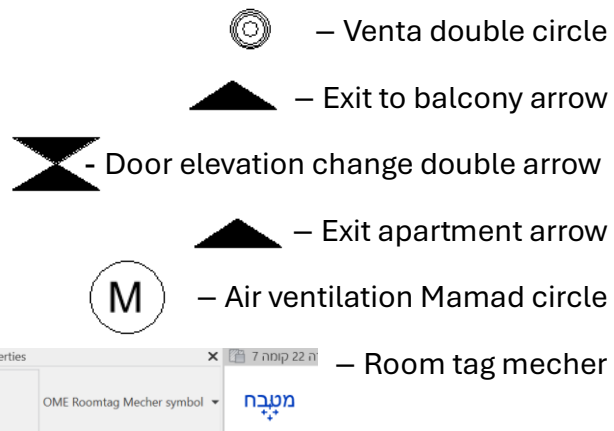 – Venta double circle
– Exit to balcony arrow
- Door elevation change double arrow
– Exit apartment arrow
M – Air ventilation Mamad circle
– Room tag mecher
erties
22 קומה 7
OME Roomtag Mecher symbol
מטבח